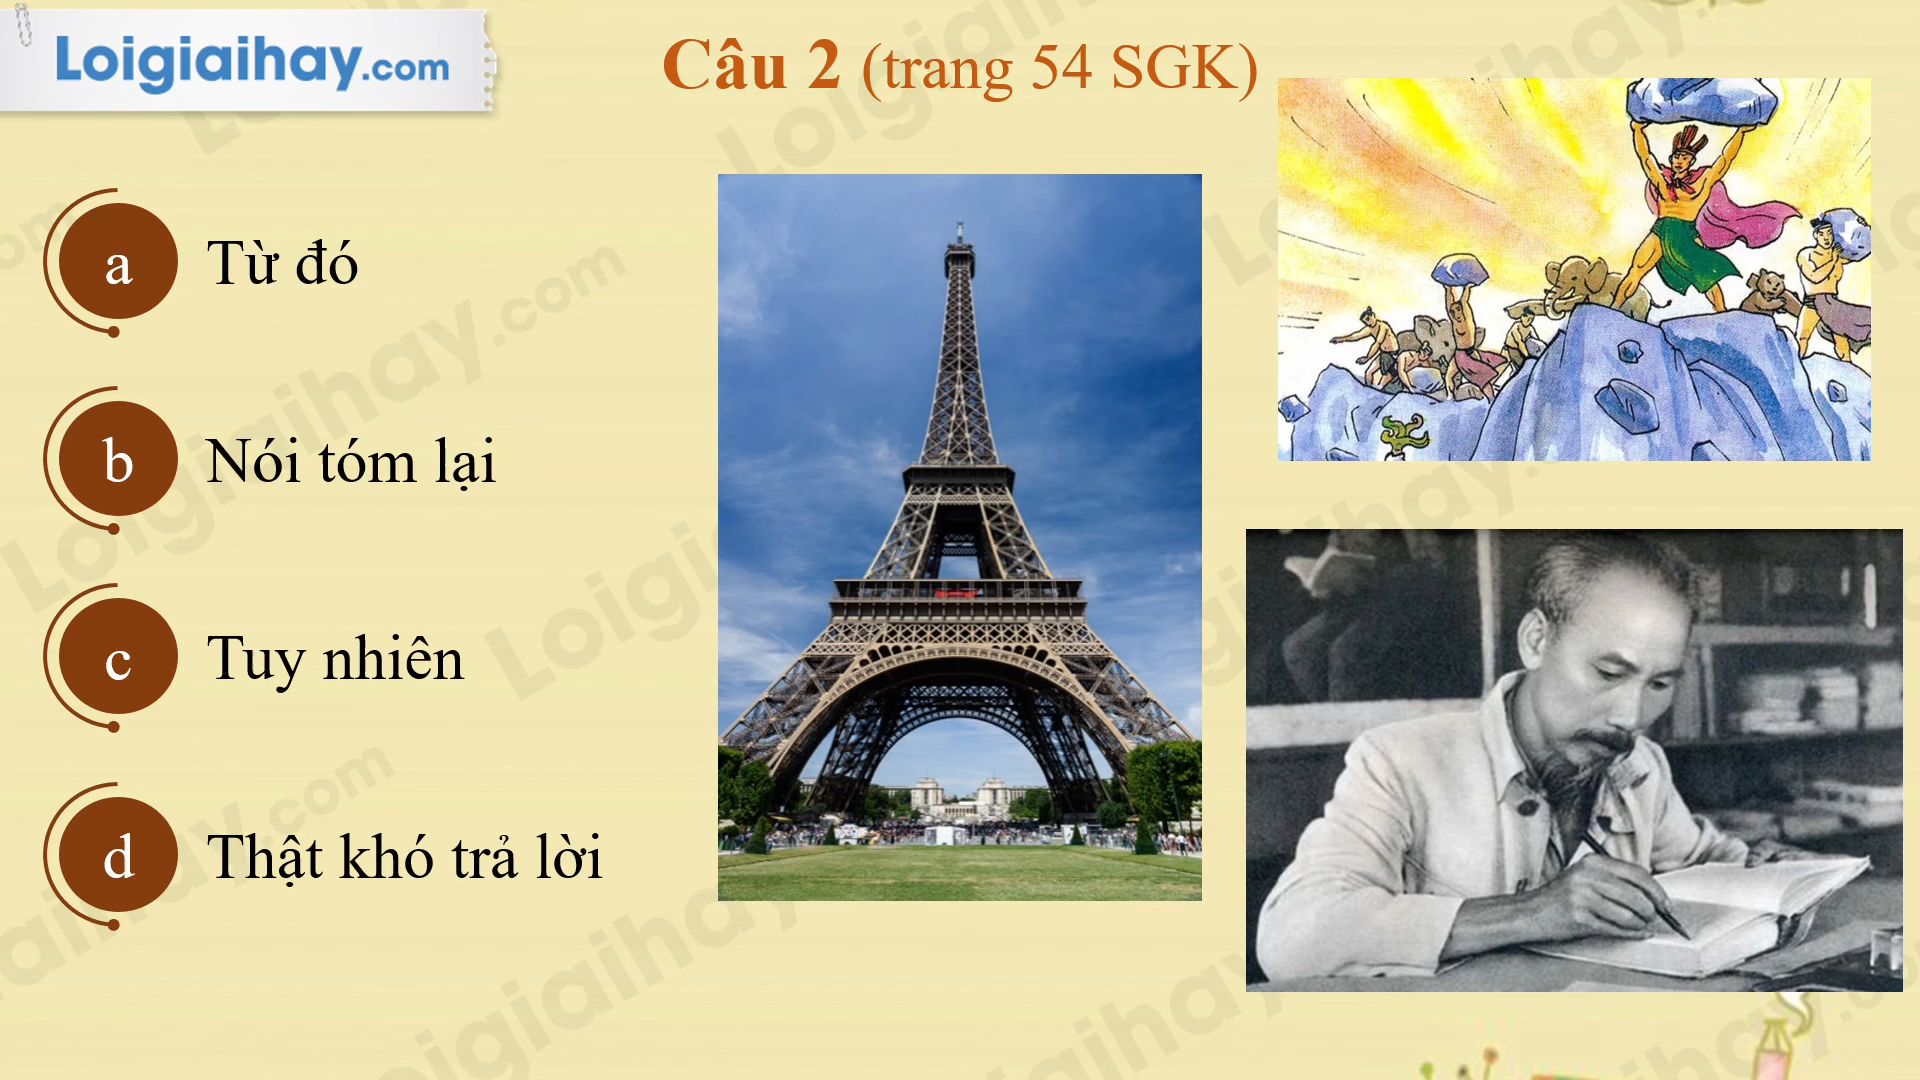 Loigiaihay.com
Câu 2 (trang 54 SGK)
a Từ đó
b Nói tóm lại
c Tuy nhiên
d Thật khó trả lời